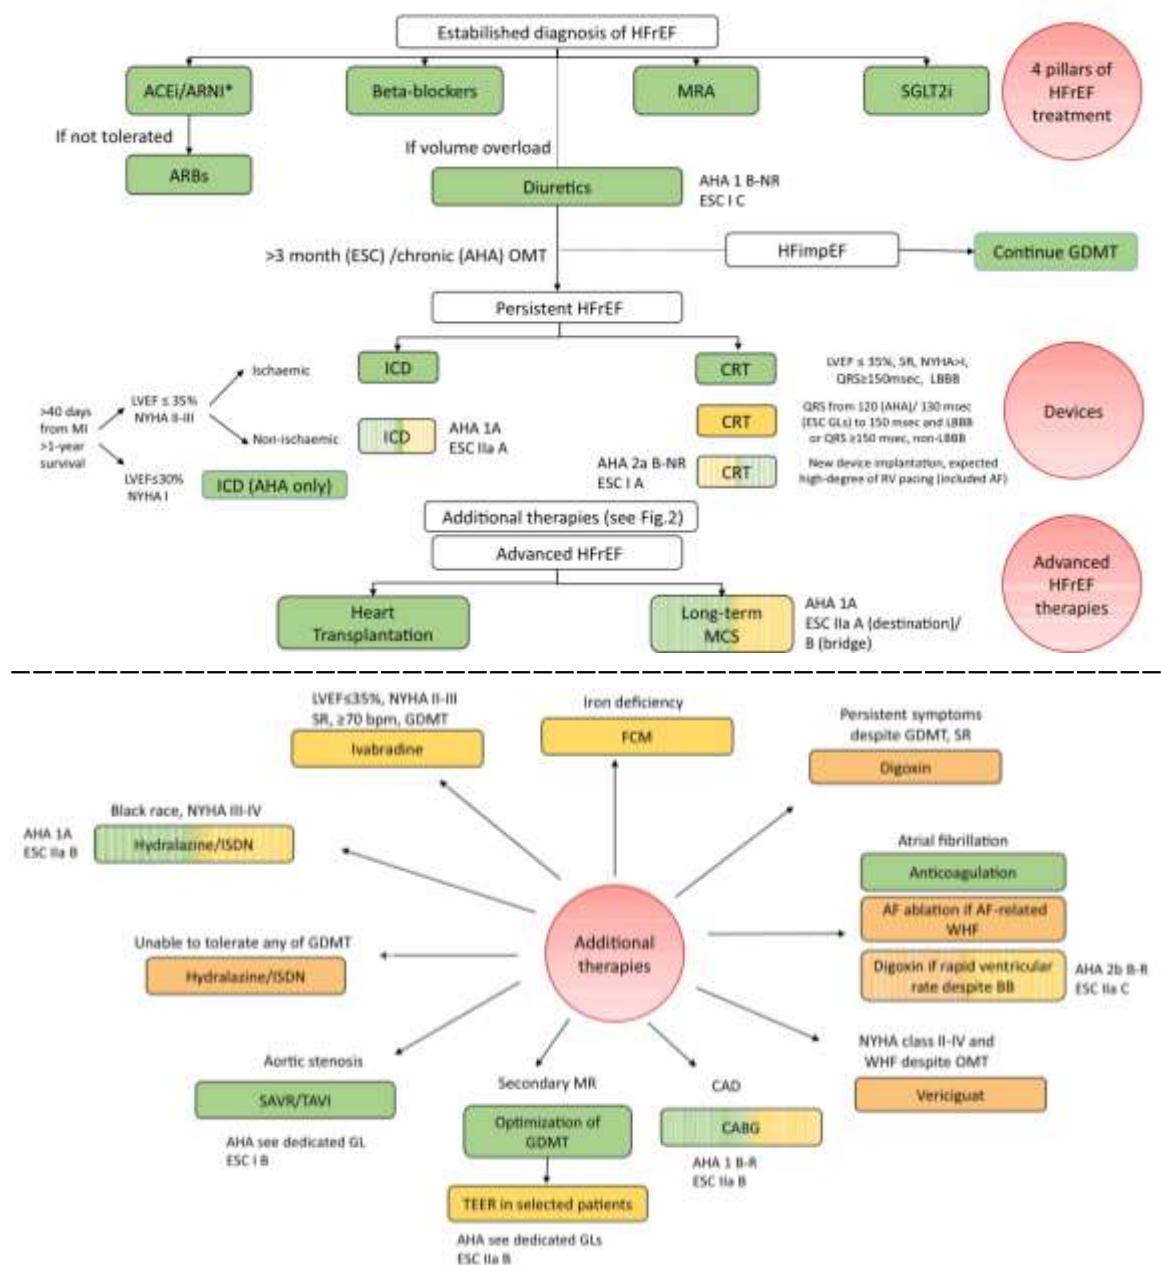 Estabilished diagnosis of HFrEF
ACEi/ARNI*
Beta-blockers
MRA
SGLT2i
4 pillars of
HFrEF
treatment
If not tolerated
ARBs
If volume overload
Diuretics
AHA 1 B-NR
ESC I C
>3 month (ESC) /chronic (AHA) OMT
HFimpEF
Continue GDMT
Persistent HFrEF
ICD
CRT
LVEF ≤ 35%, SR, NYHA>I,
QRS≥150msec, LBBB
Devices
>40 days
from MI
>1-year
survival
LVEF ≤ 35%
NYHA II-III
Ischaemic
Non-ischaemic
ICD
AHA 1A
ESC IIa A
LVEF≤30%
NYHA I
ICD (AHA only)
CRT
QRS from 120 (AHA)/ 130 msec
(ESC GLs) to 150 msec and LBBB
or QRS ≥150 msec, non-LBBB
AHA 2a B-NR
ESC I A
CRT
New device implantation, expected
high-degree of RV pacing (included AF)
Additional therapies (see Fig.2)
Advanced HFrEF
Heart
Transplantation
Long-term
MCS
AHA 1A
ESC IIa A (destination)/
B (bridge)
Advanced
HFrEF
therapies
LVEF≤35%, NYHA II-III
SR, ≥70 bpm, GDMT
Ivabradine
Iron deficiency
FCM
Persistent symptoms
despite GDMT, SR
Digoxin
Black race, NYHA III-IV
AHA 1A
ESC IIa B
Hydralazine/ISDN
Atrial fibrillation
Anticoagulation
AF ablation if AF-related
WHF
Digoxin if rapid ventricular
rate despite BB
AHA 2b B-R
ESC IIa C
Additional
therapies
Unable to tolerate any of GDMT
Hydralazine/ISDN
NYHA class II-IV and
WHF despite OMT
Vericiguat
Aortic stenosis
SAVR/TAVI
AHA see dedicated GL
ESC I B
Secondary MR
Optimization of
GDMT
TEER in selected patients
AHA see dedicated GLs
ESC IIa B
CAD
CABG
AHA 1 B-R
ESC IIa B